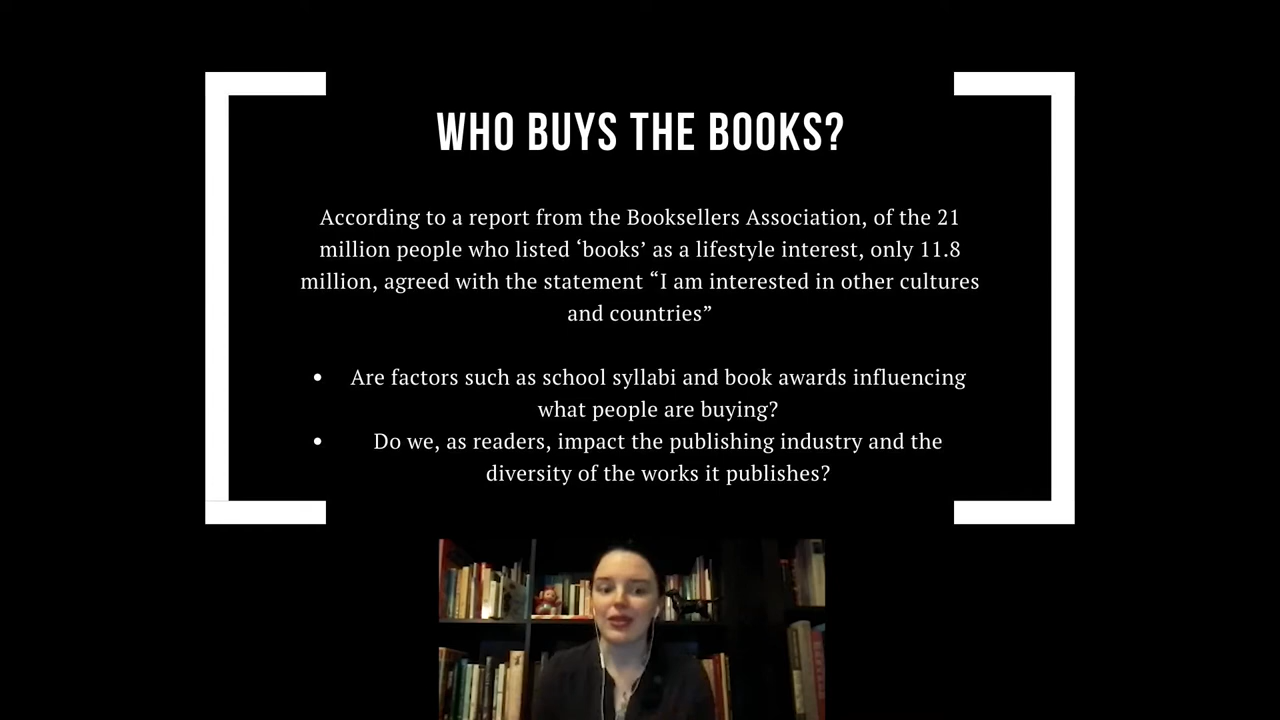 WHO BUYS THE BOOKS?
According to a report from the Booksellers Association, of the 21
million people who listed ‘books’ as a lifestyle interest, only 11.8
million, agreed with the statement “I am interested in other cultures
and countries”
• Are factors such as school syllabi and book awards influencing
what people are buying?
• Do we, as readers, impact the publishing industry and the
diversity of the works it publishes?